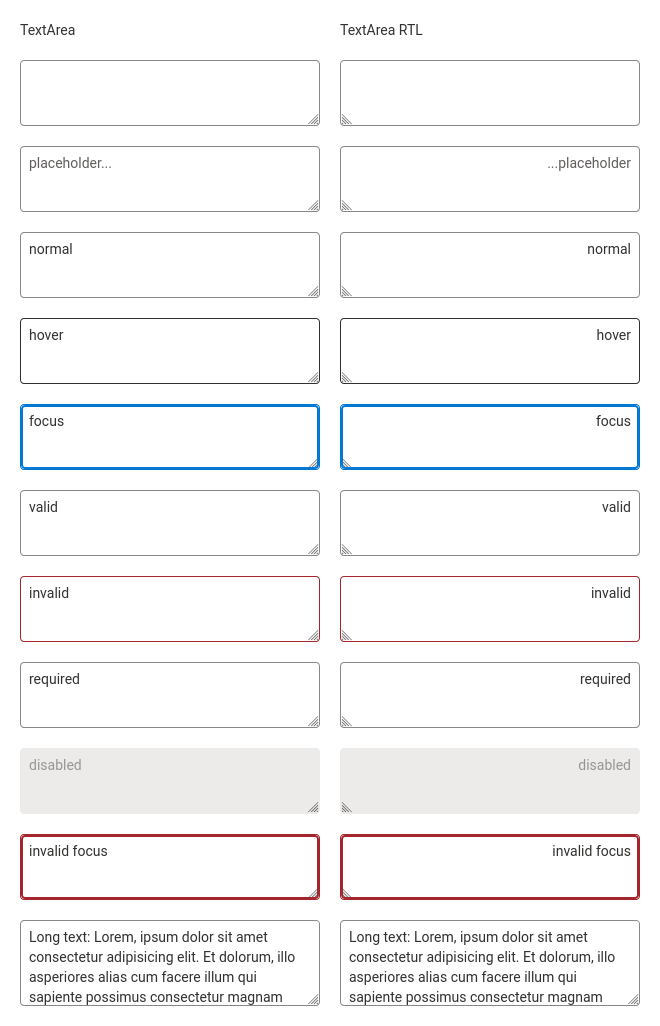 TextArea
TextArea RTL
placeholder...
...placeholder
normal
normal
hover
hover
focus
focus
valid
valid
invalid
invalid
required
required
disabled
disabled
invalid focus
invalid focus
Long text: Lorem, ipsum dolor sit amet
consectetur adipisicing elit. Et dolorum, illo
asperiores alias cum facere illum qui
sapiente possimus consectetur magnam
Long text: Lorem, ipsum dolor sit amet
consectetur adipisicing elit. Et dolorum, illo
asperiores alias cum facere illum qui
sapiente possimus consectetur magnam